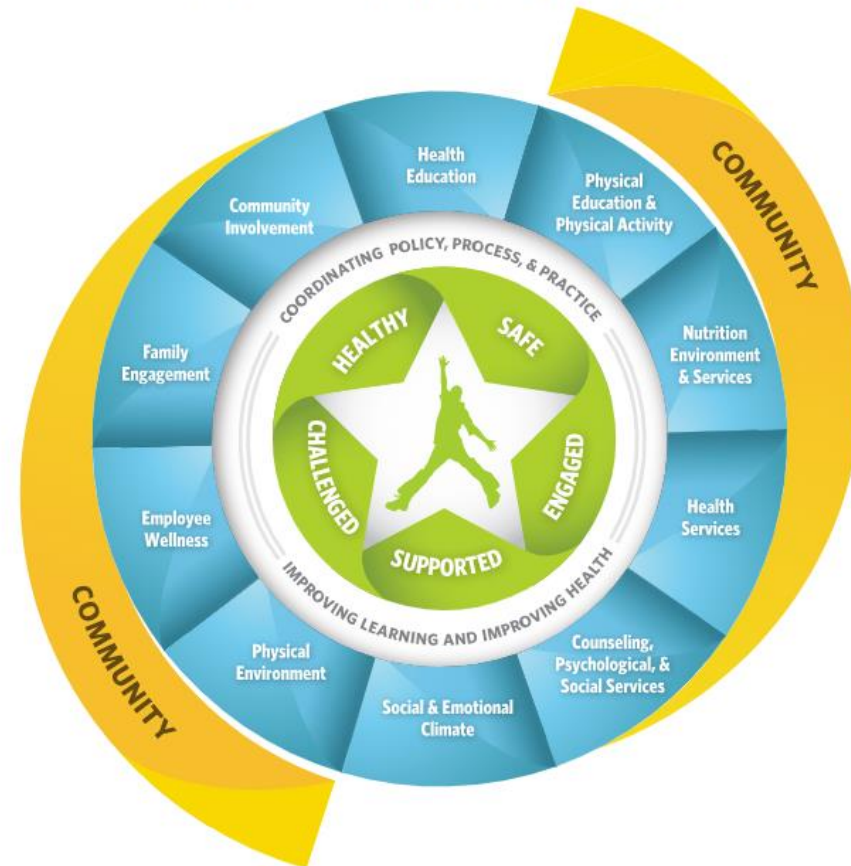 COMMUNITY
Health
Education
Physical
Education &
Physical Activity
Nutrition
Environment
& Services
Health
Services
Counseling,
Psychological, &
Social Services
Social & Emotional
Climate
Physical
Environment
Employee
Wellness
Family
Engagement
Community
Involvement
COORDINATING POLICY, PROCESS, & PRACTICE
IMPROVING LEARNING AND IMPROVING HEALTH
HEALTHY
SAFE
ENGAGED
SUPPORTED
CHALLENGED
COMMUNITY